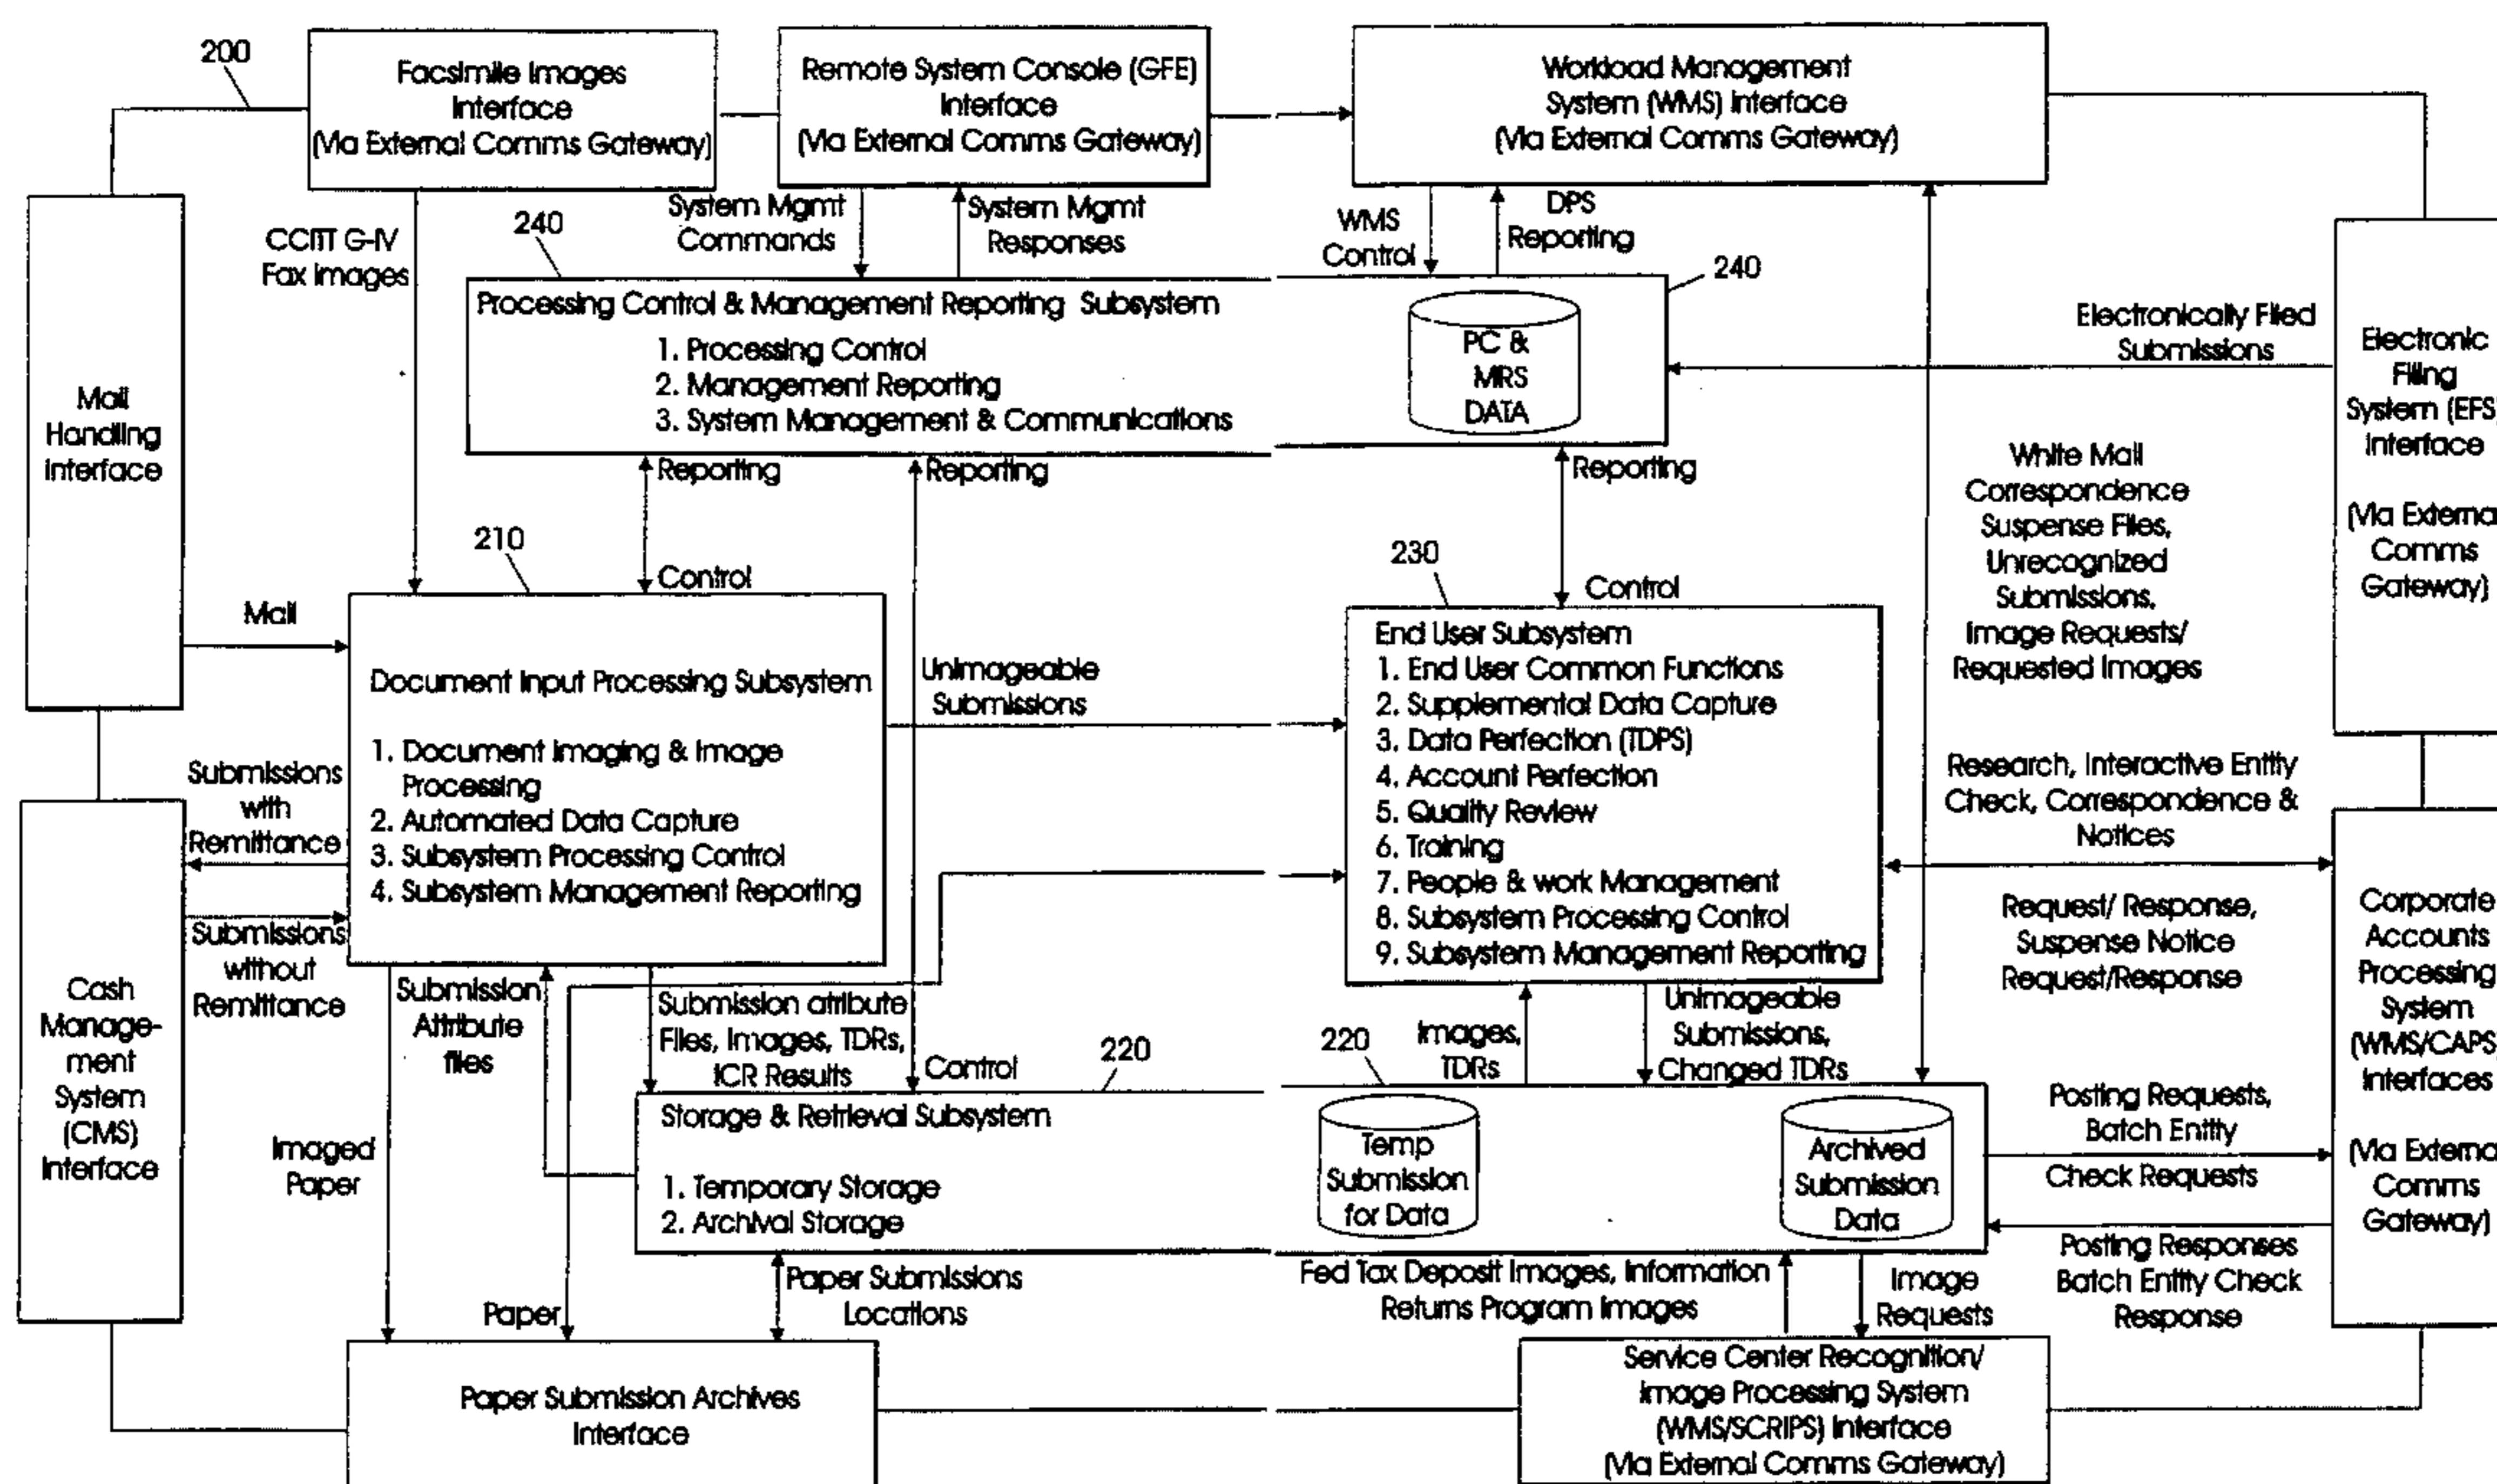 200
Facsimile Images
Interface
(Via External Comms Gateway)
Remote System Console (GFE)
Interface
(Via External Comms Gateway)
Workload Management
System (WMS) Interface
(Via External Comms Gateway)
Mail
Handling
Interface
CCITT G-IV
Fax Images
240
System Mgmt
Commands
System Mgmt
Responses
WMS
Control
DPS
Reporting
240
Processing Control & Management Reporting Subsystem
1. Processing Control
2. Management Reporting
3. System Management & Communications
PC &
MRS
DATA
Electronically Filed
Submissions
Electronic
Filing
System (EFS)
Interface
(Via External
Comms
Gateway)
Reporting
Reporting
Reporting
White Mail
Correspondence
Suspense Files,
Unrecognized
Submissions,
Image Requests/
Requested Images
210
Control
230
Control
Mail
Document Input Processing Subsystem
1. Document Imaging & Image
Processing
2. Automated Data Capture
3. Subsystem Processing Control
4. Subsystem Management Reporting
Unimageable
Submissions
End User Subsystem
1. End User Common Functions
2. Supplemental Data Capture
3. Data Perfection (TDPS)
4. Account Perfection
5. Quality Review
6. Training
7. People & work Management
8. Subsystem Processing Control
9. Subsystem Management Reporting
Research, Interactive Entity
Check, Correspondence &
Notices
Request/ Response,
Suspense Notice
Request/Response
Submissions
with
Remittance
Submissions
without
Remittance
Cash
Manage-
ment
System
(CMS)
Interface
Corporate
Accounts
Processing
System
(WMS/CAPS)
Interfaces
(Via External
Comms
Gateway)
Submission
Attribute
files
Submission attribute
Files, Images, TDRs,
ICR Results
Control
220
220
Images,
TDRs
Unimageable
Submissions,
Changed TDRs
Imaged
Paper
Storage & Retrieval Subsystem
1. Temporary Storage
2. Archival Storage
Temp
Submission
for Data
Archived
Submission
Data
Posting Requests,
Batch Entity
Check Requests
Posting Responses
Batch Entity Check
Response
Paper
Paper Submissions
Locations
Fed Tax Deposit Images, Information
Returns Program Images
Image
Requests
Paper Submission Archives
Interface
Service Center Recognition/
Image Processing System
(WMS/SCRIPS) Interface
(Via External Comms Gateway)